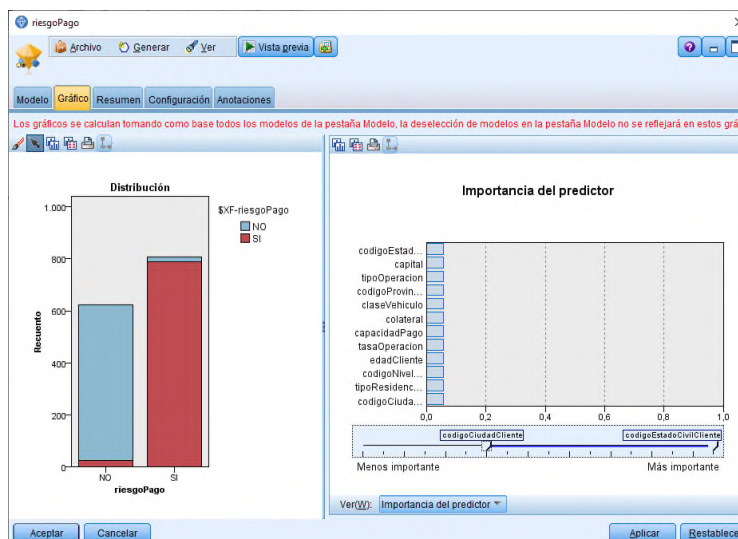 riesgoPago
Archivo Generar Ver Vista previa
Modelo Gráfico Resumen Configuración Anotaciones
Los gráficos se calculan tomando como base todos los modelos de la pestaña Modelo, la deselección de modelos en la pestaña Modelo no se reflejará en estos grá
Distribución
$XF-riesgoPago
NO
SI
1.000
800
600
400
200
0
Recuento
NO SI
riesgoPago
Importancia del predictor
codigoEstad...
capital
tipoOperacion
codigoProvin...
claseVehiculo
colateral
capacidadPago
tasaOperacion
edadCliente
codigoNivel...
tipoResidenc...
codigoCiuda...
0,0 0,2 0,4 0,6 0,8 1,0
codigoCiudadCliente codigoEstadoCivilCliente
Menos importante Más importante
Ver(W): Importancia del predictor
Aceptar Cancelar Aplicar Restablece